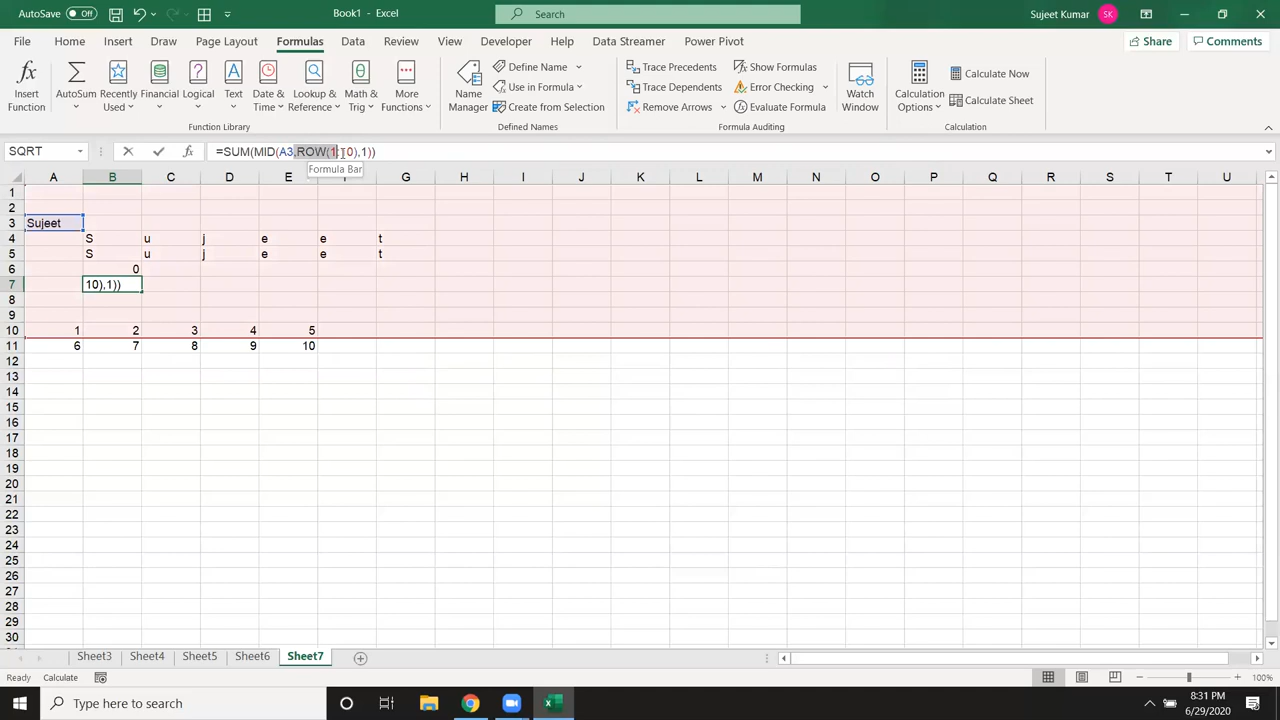 AutoSave Off Book1 - Excel Search Sujeet Kumar SK
File Home Insert Draw Page Layout Formulas Data Review View Developer Help Data Streamer Power Pivot Share Comments
Insert Function
AutoSum
Recently Used
Financial
Logical
Text
Date & Time
Lookup & Reference
Math & Trig
More Functions
Function Library
Name Manager
Define Name
Use in Formula
Create from Selection
Defined Names
Trace Precedents
Trace Dependents
Remove Arrows
Show Formulas
Error Checking
Evaluate Formula
Formula Auditing
Watch Window
Calculation Options
Calculate Now
Calculate Sheet
Calculation
SQRT fx =SUM(MID(A3,ROW(1:10),1))
Formula Bar
A B C D E F G H I J K L M N O P Q R S T U
1
2
3 Sujeet
4 S u j e e t
5 S u j e e t
6 0
7 10),1))
8
9
10 1 2 3 4 5
11 6 7 8 9 10
12
13
14
15
16
17
18
19
20
21
22
23
24
25
26
27
28
29
30
Sheet3 Sheet4 Sheet5 Sheet6 Sheet7
Ready Calculate 100%
Type here to search
8:31 PM
6/29/2020